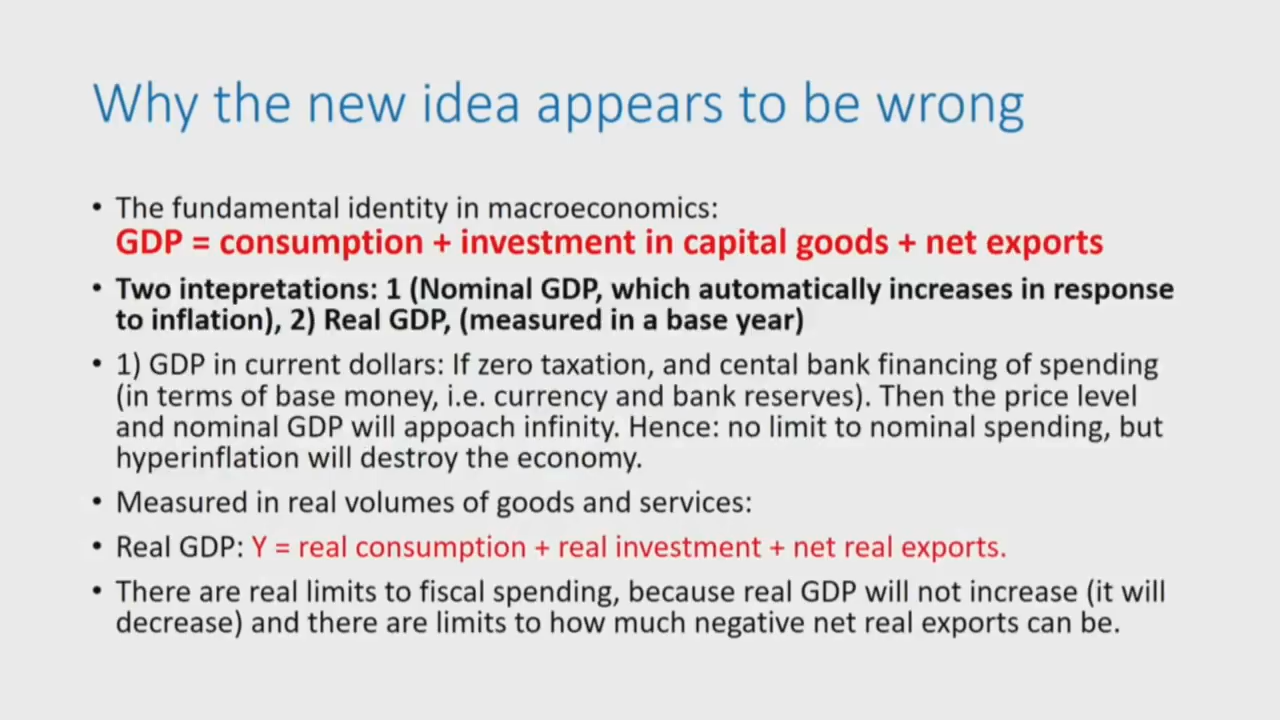 Why the new idea appears to be wrong
• The fundamental identity in macroeconomics:
GDP = consumption + investment in capital goods + net exports
• Two intepretations: 1 (Nominal GDP, which automatically increases in response
to inflation), 2) Real GDP, (measured in a base year)
• 1) GDP in current dollars: If zero taxation, and cental bank financing of spending
(in terms of base money, i.e. currency and bank reserves). Then the price level
and nominal GDP will appoach infinity. Hence: no limit to nominal spending, but
hyperinflation will destroy the economy.
• Measured in real volumes of goods and services:
• Real GDP: Y = real consumption + real investment + net real exports.
• There are real limits to fiscal spending, because real GDP will not increase (it will
decrease) and there are limits to how much negative net real exports can be.